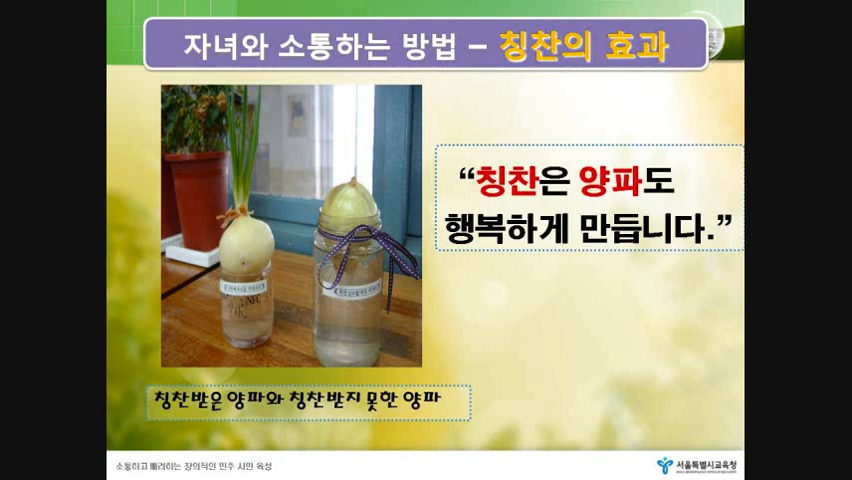 자녀와 소통하는 방법 – 칭찬의 효과
“칭찬은 양파도
행복하게 만듭니다.”
칭찬받은 양파와 칭찬받지 못한 양파
소통하고 배려하는 창의적인 민주 시민 육성
서울특별시교육청